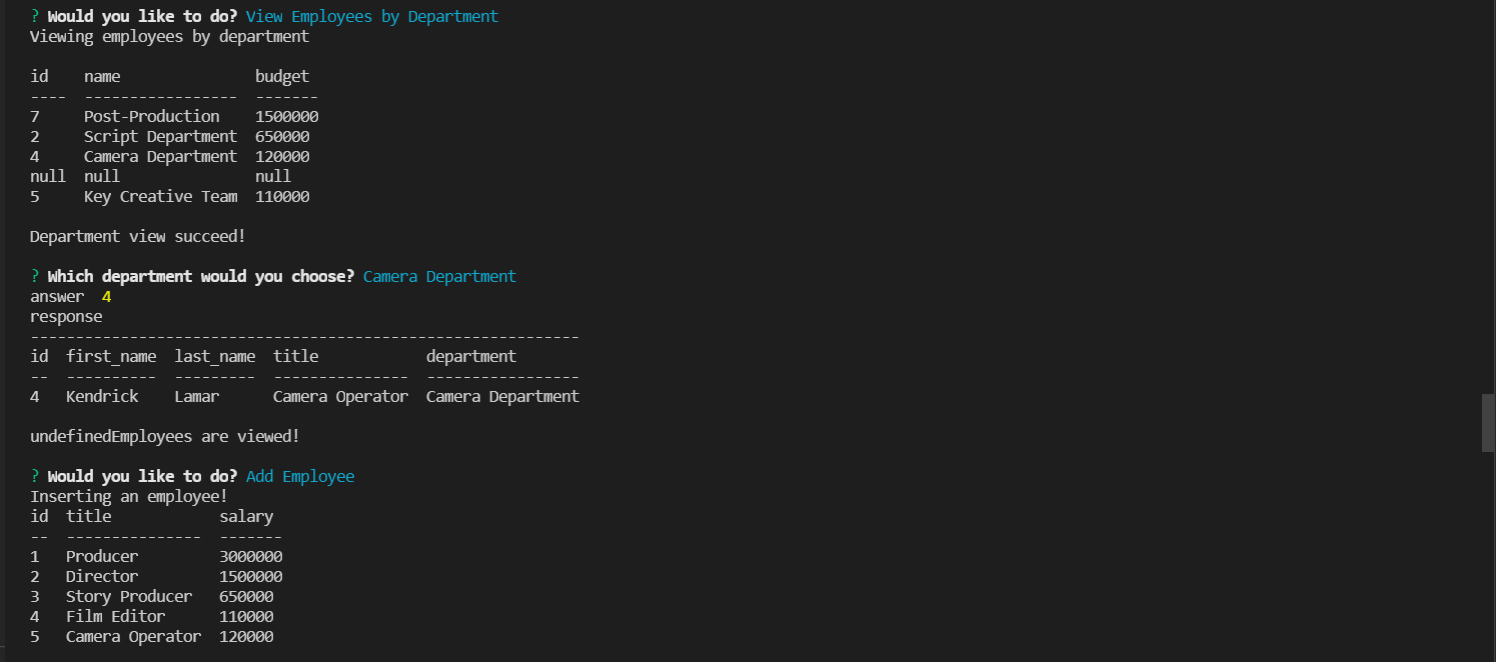 ? Would you like to do? View Employees by Department
Viewing employees by department
id    name               budget
----  -----------------  -------
7     Post-Production    1500000
2     Script Department  650000
4     Camera Department  120000
null  null               null
5     Key Creative Team  110000
Department view succeed!
? Which department would you choose? Camera Department
answer  4
response
-------------------------------------------------------------
id  first_name  last_name  title            department
--  ----------  ---------  ---------------  -----------------
4   Kendrick    Lamar      Camera Operator  Camera Department
undefinedEmployees are viewed!
? Would you like to do? Add Employee
Inserting an employee!
id  title            salary
--  ---------------  -------
1   Producer         3000000
2   Director         1500000
3   Story Producer   650000
4   Film Editor      110000
5   Camera Operator  120000